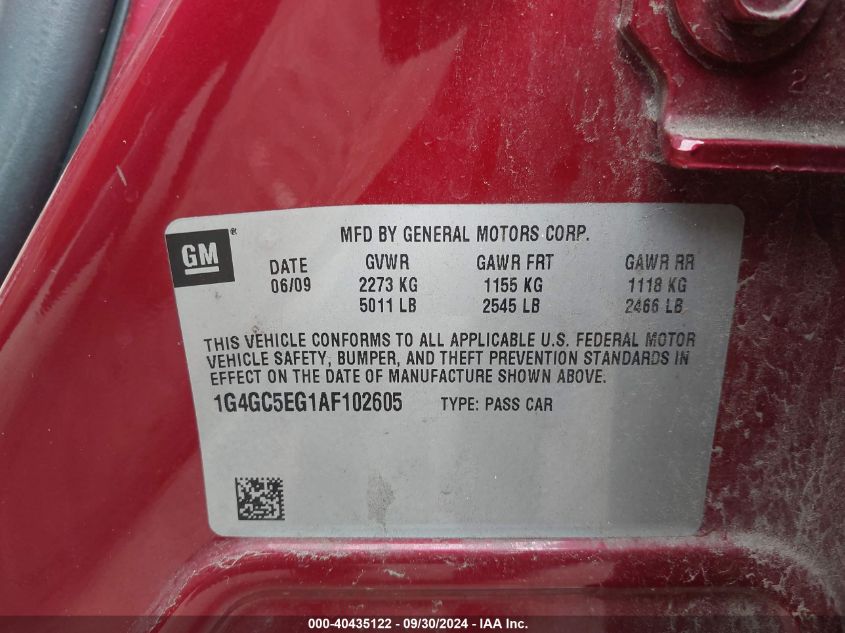 GM®
MFD BY GENERAL MOTORS CORP.
DATE GVWR GAWR FRT GAWR RR
06/09 2273 KG 1155 KG 1118 KG
5011 LB 2545 LB 2466 LB
THIS VEHICLE CONFORMS TO ALL APPLICABLE U.S. FEDERAL MOTOR
VEHICLE SAFETY, BUMPER, AND THEFT PREVENTION STANDARDS IN
EFFECT ON THE DATE OF MANUFACTURE SHOWN ABOVE.
1G4GC5EG1AF102605 TYPE: PASS CAR
000-40435122 - 09/30/2024 - IAA Inc.